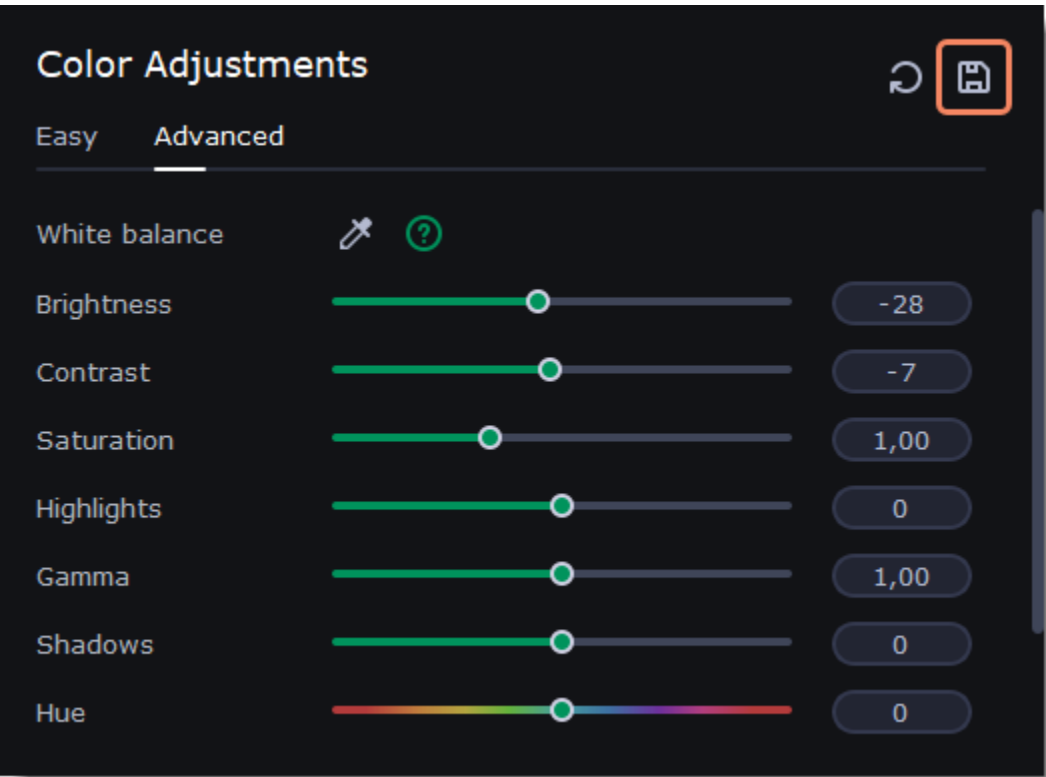 Color Adjustments
Easy Advanced
White balance ?
Brightness -28
Contrast -7
Saturation 1,00
Highlights 0
Gamma 1,00
Shadows 0
Hue 0